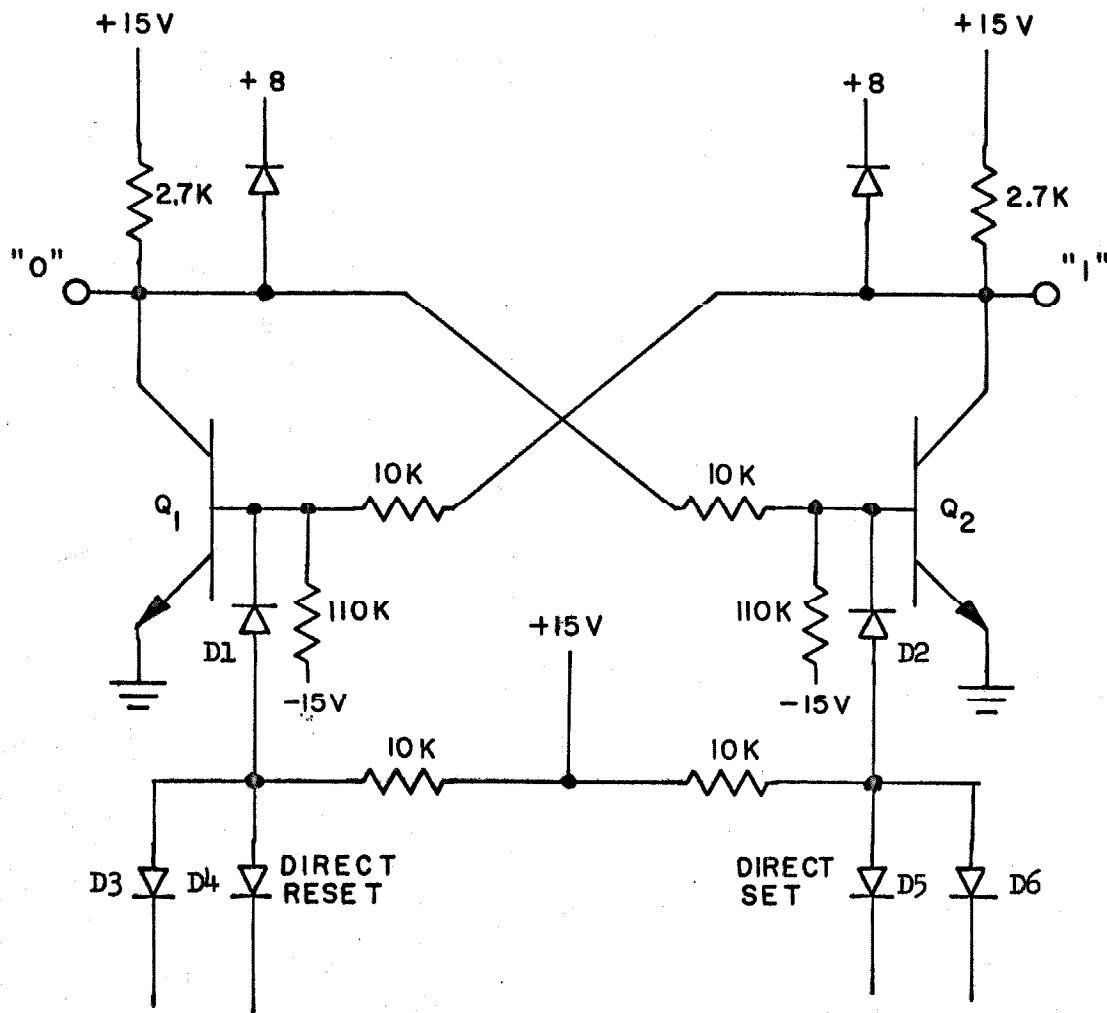 +15V
+15V
+8
+8
2.7K
2.7K
"0"
"1"
10K
10K
Q1
Q2
110K
+15V
110K
D1
D2
-15V
-15V
10K
10K
D3
D4
DIRECT
RESET
DIRECT
SET
D5
D6